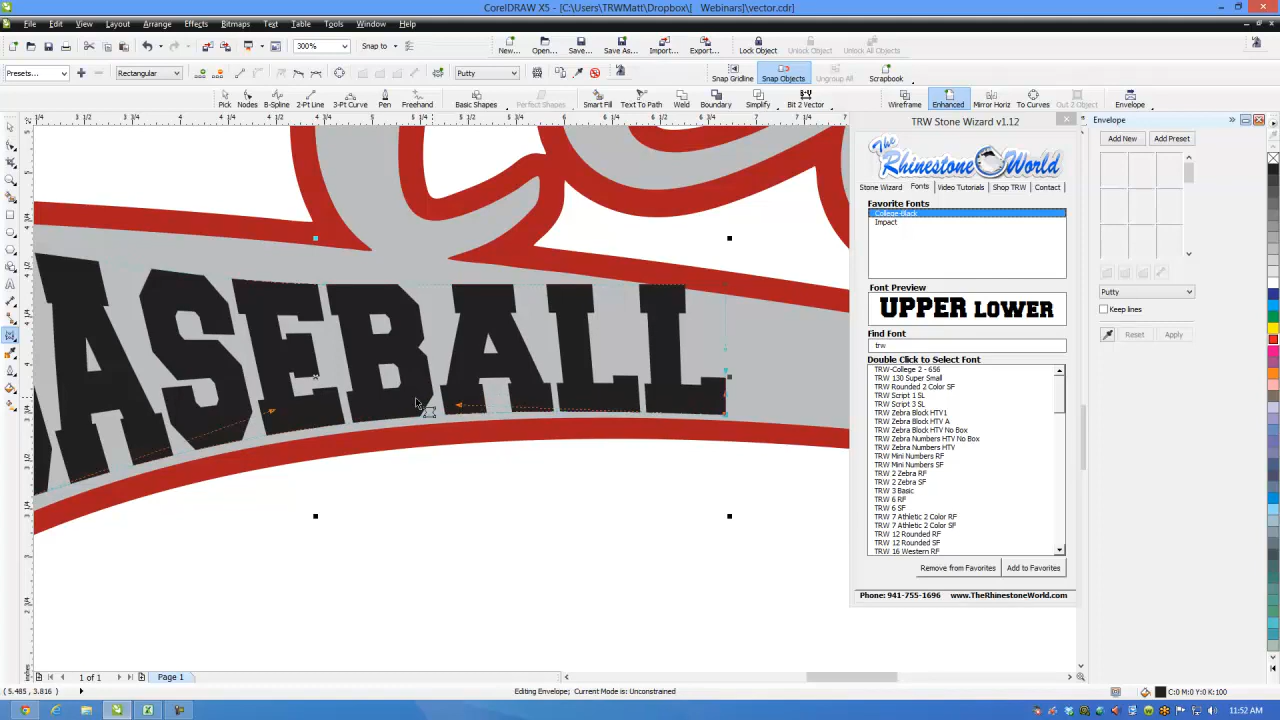 CorelDRAW X5 - [C:\Users\TRWMatt\Dropbox\[ Webinars]\vector.cdr]
File Edit View Layout Arrange Effects Bitmaps Text Table Tools Window Help
300% Snap to New... Open... Save... Save As... Import... Export... Lock Object Unlock Object Unlock All Objects
Presets... Rectangular Putty Snap Gridline Snap Objects Ungroup All Scrapbook
Pick Nodes B-Spline 2-Pt Line 3-Pt Curve Freehand Basic Shapes Perfect Shapes Smart Fill Text To Path Weld Boundary Simplify Bit 2 Vector Wireframe Enhanced Mirror Horiz To Curves Out 2 Object Envelope
Pen
TRW Stone Wizard v1.12
The Rhinestone World
Stone Wizard Fonts Video Tutorials Shop TRW Contact
Favorite Fonts
College-Black
Impact
Font Preview
UPPER LOWER
Find Font
trw
Double Click to Select Font
TRW-College 2 - 656
TRW 130 Super Small
TRW Rounded 2 Color SF
TRW Script 1 SL
TRW Script 3 SL
TRW Zebra Block HTV1
TRW Zebra Block HTV A
TRW Zebra Block HTV No Box
TRW Zebra Numbers HTV No Box
TRW Zebra Numbers HTV
TRW Mini Numbers RF
TRW Mini Numbers SF
TRW 2 Zebra RF
TRW 2 Zebra SF
TRW 3 Basic
TRW 6 RF
TRW 6 SF
TRW 7 Athletic 2 Color RF
TRW 7 Athletic 2 Color SF
TRW 12 Rounded RF
TRW 12 Rounded SF
TRW 16 Western RF
Remove from Favorites Add to Favorites
Phone: 941-755-1696 www.TheRhinestoneWorld.com
Envelope
Add New Add Preset
Putty
Keep lines
Reset Apply
ASEBALL
1 of 1 Page 1
(5.485, 3.816) Editing Envelope; Current Mode is: Unconstrained C:0 M:0 Y:0 K:100
11:52 AM